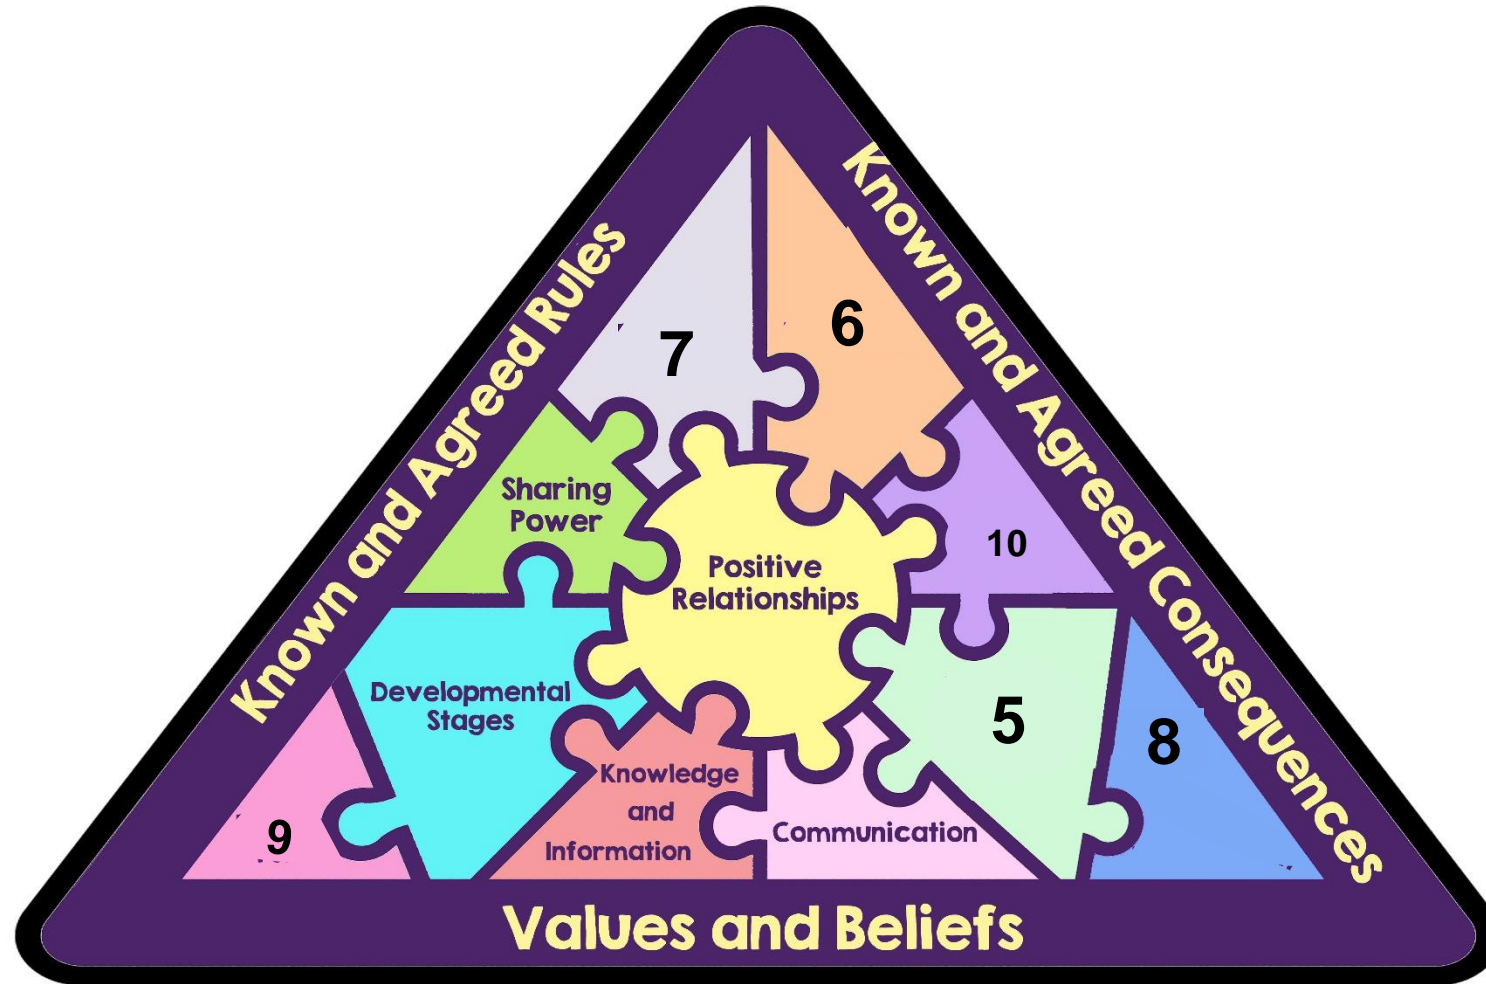 Known and Agreed Rules
Known and Agreed Consequences
7
6
Sharing
Power
10
Positive
Relationships
Developmental
Stages
5
8
Knowledge
and
Information
Communication
9
Values and Beliefs